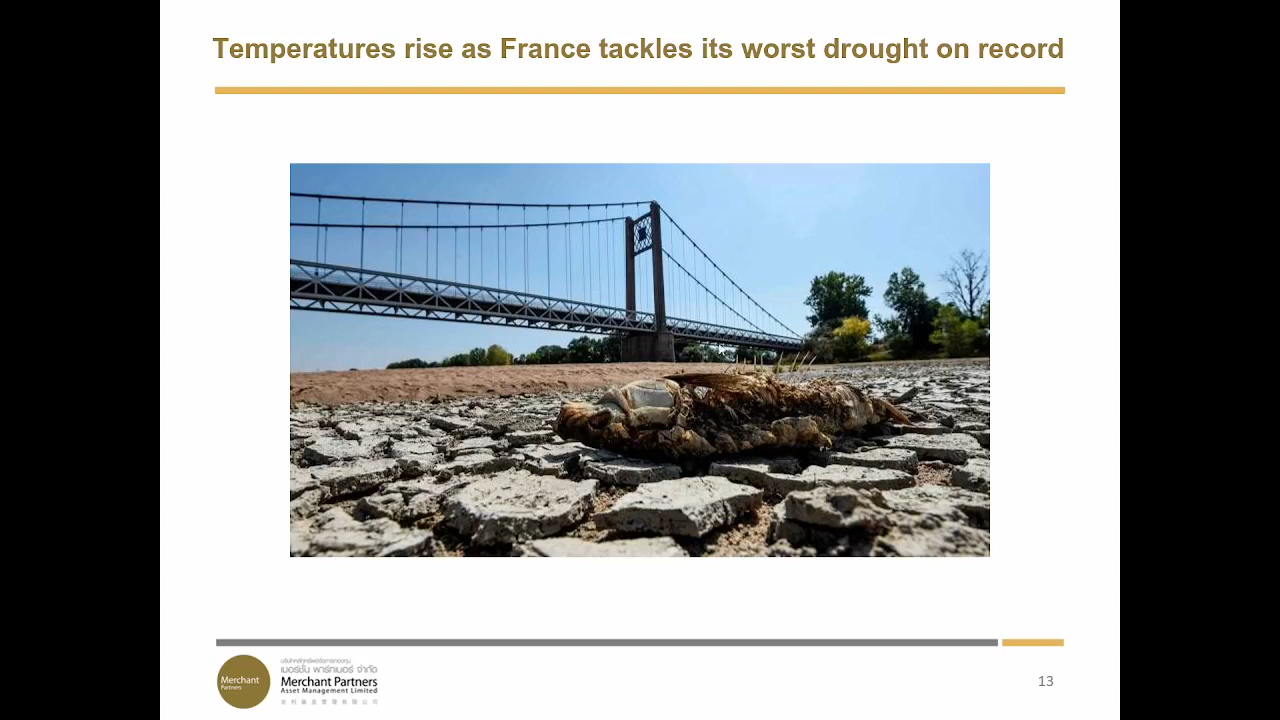 Temperatures rise as France tackles its worst drought on record
Merchant
Partners
บริษัทหลักทรัพย์จัดการกองทุน
เมอร์ชั่น พาร์ทเนอร์ จำกัด
Merchant Partners
Asset Management Limited
13